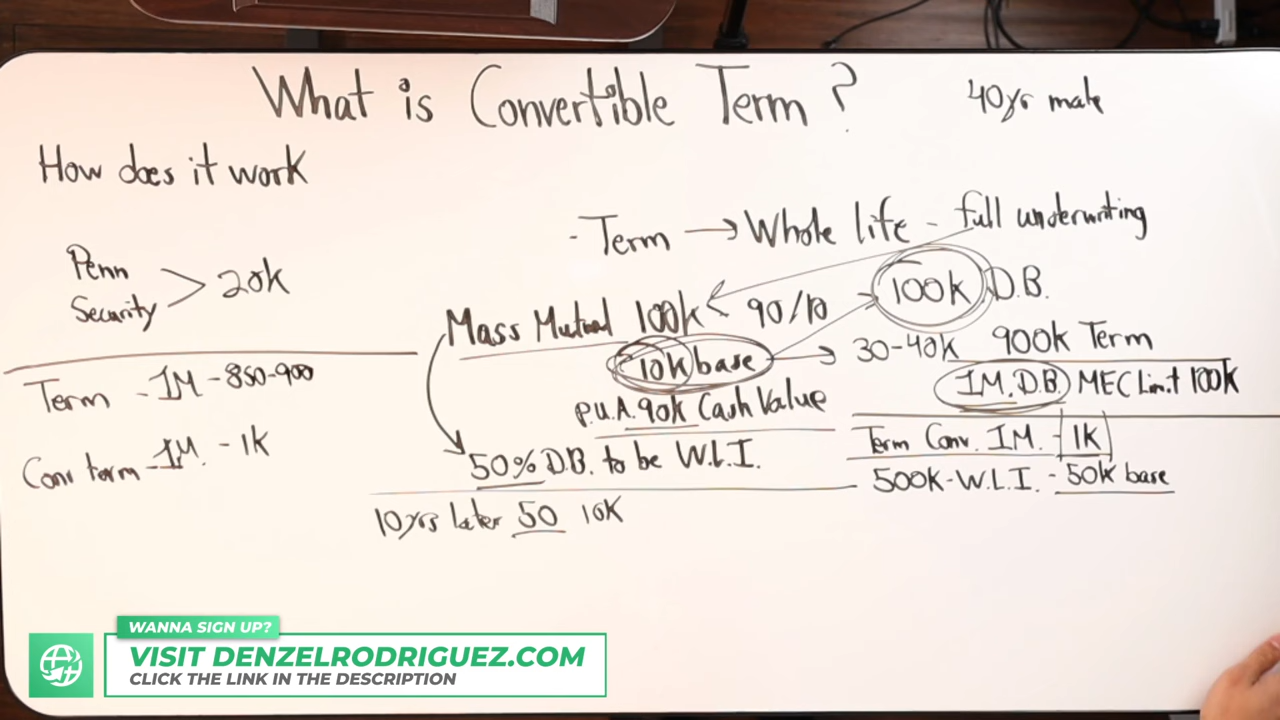 What is Convertible Term ?
40yr male
How does it work
- Term → Whole life - full underwriting
Penn
Security > 20k
Mass Mutual 100k 90/10
100k D.B.
10k base → 30-40k 900k Term
P.U.A. 90k Cash Value
1M. D.B. MEC Limit 100k
Term - 1M - 850-900
Conv term - 1M. - 1k
50% D.B. to be W.L.I.
Term Conv. 1M. - 1k
500k - W.L.I. - 50k base
10yrs later 50 10k
WANNA SIGN UP?
VISIT DENZELRODRIGUEZ.COM
CLICK THE LINK IN THE DESCRIPTION